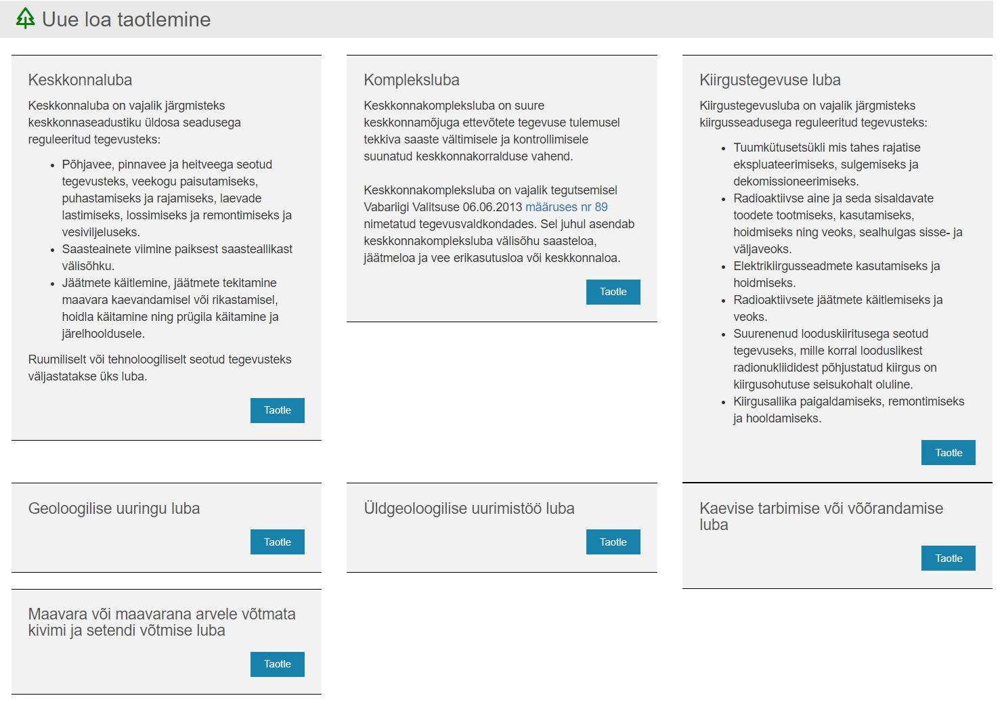 Uue loa taotlemine
Keskkonnaluba
Keskkonnaluba on vajalik järgmisteks
keskkonnaseadustiku üldosa seadusega
reguleeritud tegevusteks:
Põhjavee, pinnavee ja heitveega seotud
tegevusteks, veekogu paisutamiseks,
puhastamiseks ja rajamiseks, laevade
lastimiseks, lossimiseks ja remontimiseks ja
vesiviljeluseks.
Saasteainete viimine paiksest saasteallikast
välisõhku.
Jäätmete käitlemine, jäätmete tekitamine
maavara kaevandamisel või rikastamisel,
hoidla käitamine ning prügila käitamine ja
järelhooldusele.
Ruumiliselt või tehnoloogiliselt seotud tegevusteks
väljastatakse üks luba.
Taotle
Kompleksluba
Keskkonnakompleksluba on suure
keskkonnamõjuga ettevõtete tegevuse tulemusel
tekkiva saaste vältimisele ja kontrollimisele
suunatud keskkonnakorralduse vahend.
Keskkonnakompleksluba on vajalik tegutsemisel
Vabariigi Valitsuse 06.06.2013 määruses nr 89
nimetatud tegevusvaldkondades. Sel juhul asendab
keskkonnakompleksluba välisõhu saasteloa,
jäätmeloa ja vee erikasutusloa või keskkonnaloa.
Taotle
Kiirgustegevuse luba
Kiirgustegevusluba on vajalik järgmisteks
kiirgusseadusega reguleeritud tegevusteks:
Tuumkütusetsükli mis tahes rajatise
ekspluateerimiseks, sulgemiseks ja
dekomissioneerimiseks.
Radioaktiivse aine ja seda sisaldavate
toodete tootmiseks, kasutamiseks,
hoidmiseks ning veoks, sealhulgas sisse- ja
väljaveoks.
Elektrikiirgusseadmete kasutamiseks ja
hoidmiseks.
Radioaktiivsete jäätmete käitlemiseks ja
veoks.
Suurenenud looduskiiritusega seotud
tegevuseks, mille korral looduslikest
radionukliididest põhjustatud kiirgus on
kiirgusohutuse seisukohalt oluline.
Kiirgusallika paigaldamiseks, remontimiseks
ja hooldamiseks.
Taotle
Geoloogilise uuringu luba
Taotle
Üldgeoloogilise uurimistöö luba
Taotle
Kaevise tarbimise või võõrandamise
luba
Taotle
Maavara või maavarana arvele võtmata
kivimi ja setendi võtmise luba
Taotle